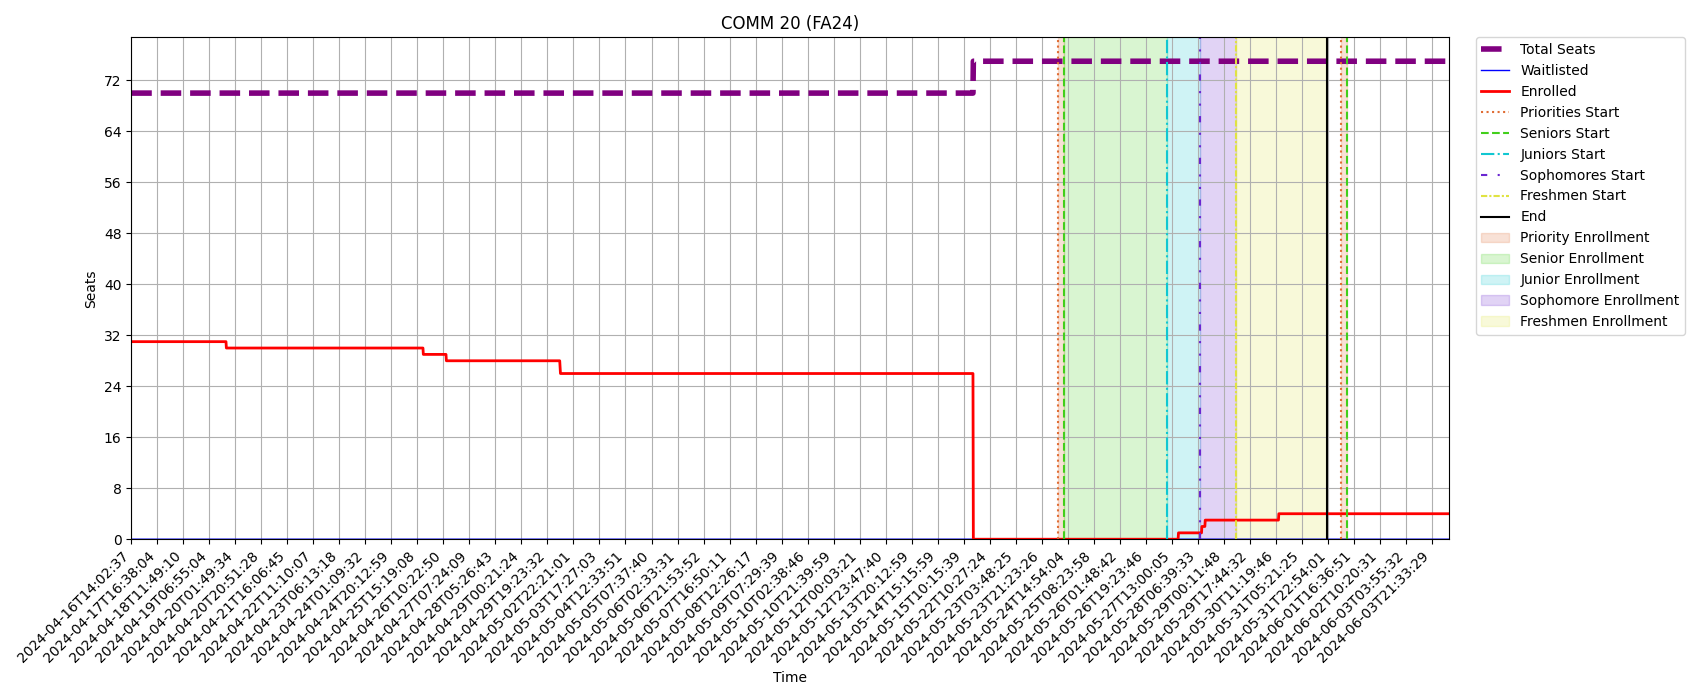 COMM 20 (FA24)
Total Seats
Waitlisted
Enrolled
Priorities Start
Seniors Start
Juniors Start
Sophomores Start
Freshmen Start
End
Priority Enrollment
Senior Enrollment
Junior Enrollment
Sophomore Enrollment
Freshmen Enrollment
Seats
72
64
56
48
40
32
24
16
8
0
2024-04-16T14:02:37
2024-04-17T16:38:04
2024-04-18T11:49:10
2024-04-19T06:55:04
2024-04-20T01:49:34
2024-04-20T20:51:28
2024-04-21T16:06:45
2024-04-22T11:10:07
2024-04-23T06:13:18
2024-04-24T01:09:32
2024-04-24T20:12:59
2024-04-25T15:19:08
2024-04-26T10:22:50
2024-04-27T07:24:09
2024-04-28T05:26:43
2024-04-29T00:21:24
2024-04-29T19:23:32
2024-05-02T22:21:01
2024-05-03T17:27:03
2024-05-04T12:33:51
2024-05-05T07:37:40
2024-05-06T02:33:31
2024-05-06T21:53:52
2024-05-07T16:50:11
2024-05-08T12:26:17
2024-05-09T07:29:39
2024-05-10T02:38:46
2024-05-10T21:39:59
2024-05-12T00:03:21
2024-05-12T23:47:40
2024-05-13T20:12:59
2024-05-14T15:15:59
2024-05-15T10:15:39
2024-05-22T10:27:24
2024-05-23T03:48:25
2024-05-23T21:23:26
2024-05-24T14:54:04
2024-05-25T08:23:58
2024-05-26T01:48:42
2024-05-26T19:23:46
2024-05-27T13:00:05
2024-05-28T06:39:33
2024-05-29T00:11:48
2024-05-29T17:44:32
2024-05-30T11:19:46
2024-05-31T05:21:25
2024-05-31T22:54:01
2024-06-01T16:36:51
2024-06-02T10:20:31
2024-06-03T03:55:32
2024-06-03T21:33:29
Time